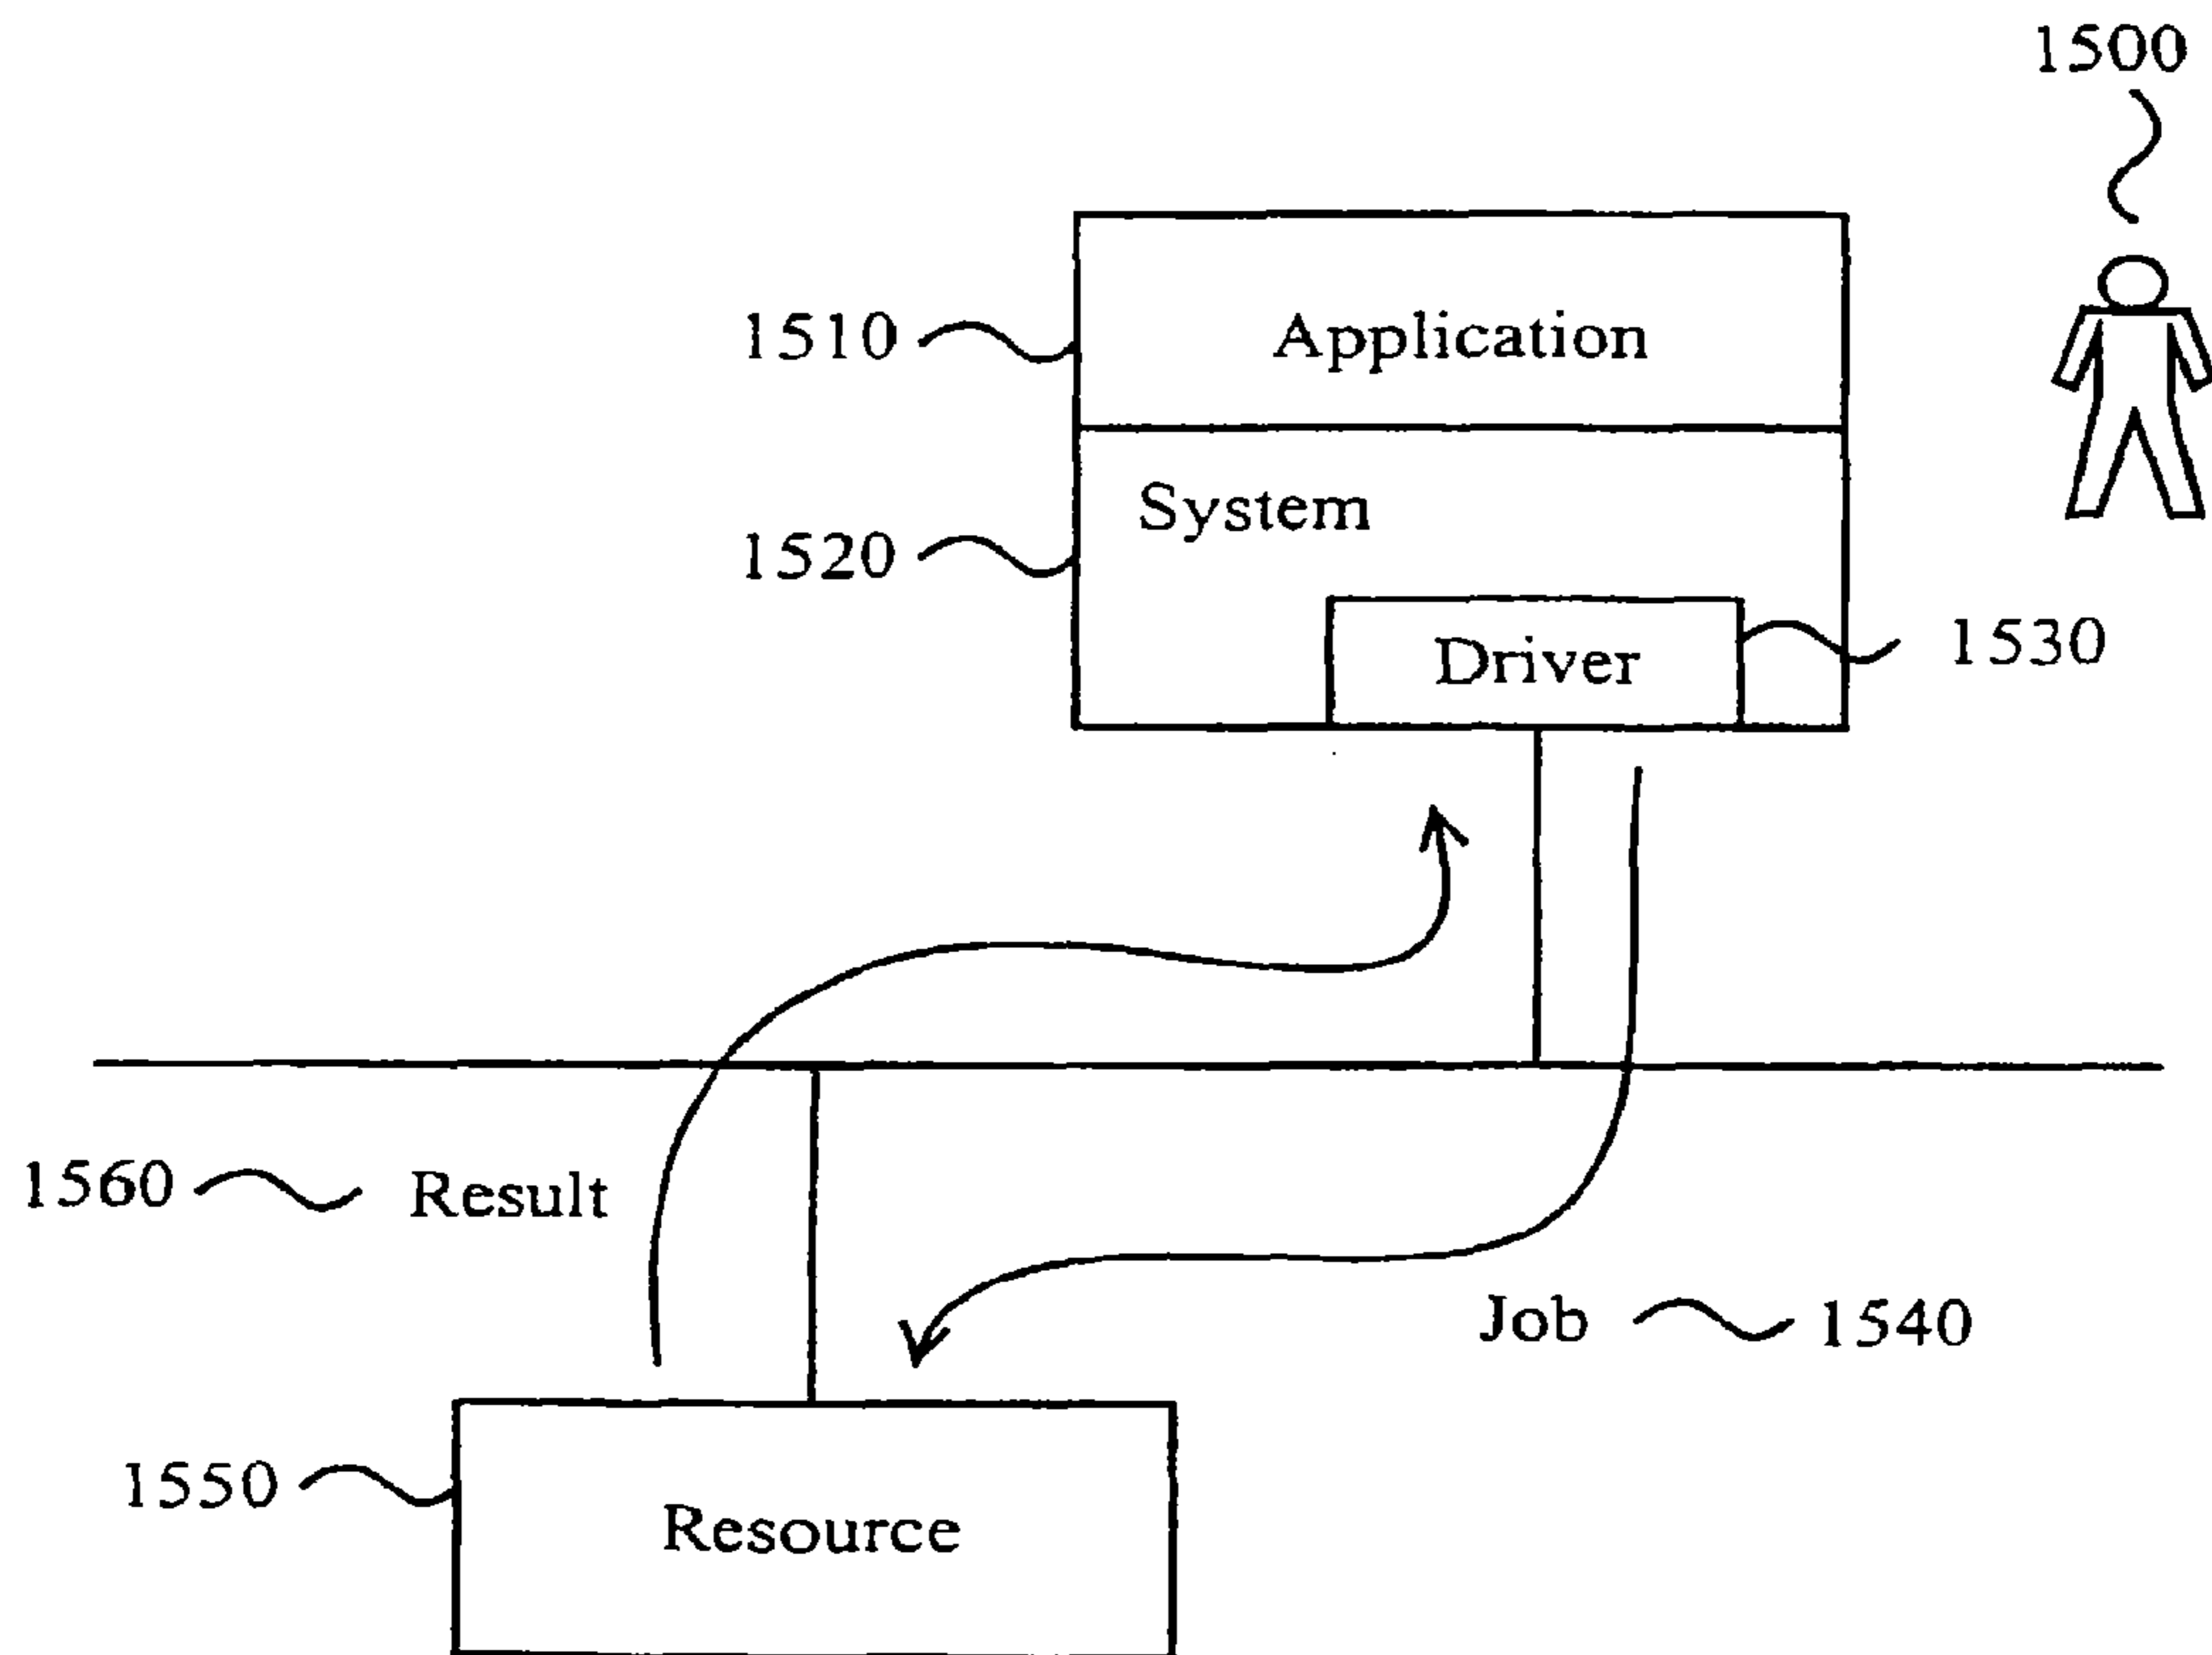 1500
1510 Application
System
1520
Driver 1530
1560 Result
Job 1540
1550
Resource